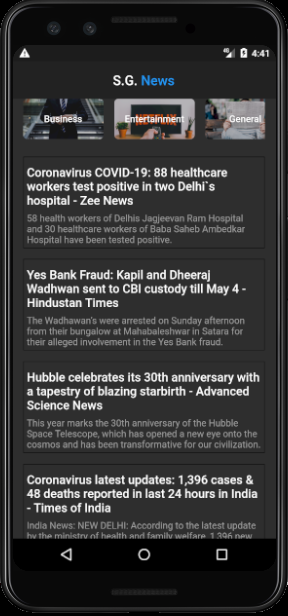 4G 4:41
S.G. News
Business Entertainment General
Coronavirus COVID-19: 88 healthcare
workers test positive in two Delhi`s
hospital - Zee News
58 health workers of Delhis Jagjeevan Ram Hospital
and 30 healthcare workers of Baba Saheb Ambedkar
Hospital have been tested positive.
Yes Bank Fraud: Kapil and Dheeraj
Wadhwan sent to CBI custody till May 4 -
Hindustan Times
The Wadhawan's were arrested on Sunday afternoon
from their bungalow at Mahabaleshwar in Satara for
their alleged involvement in the Yes Bank fraud.
Hubble celebrates its 30th anniversary with
a tapestry of blazing starbirth - Advanced
Science News
This year marks the 30th anniversary of the Hubble
Space Telescope, which has opened a new eye onto the
cosmos and has been transformative for our civilization.
Coronavirus latest updates: 1,396 cases &
48 deaths reported in last 24 hours in India
- Times of India
India News: NEW DELHI: According to the latest update
by the ministry of health and family welfare, 1,396 new